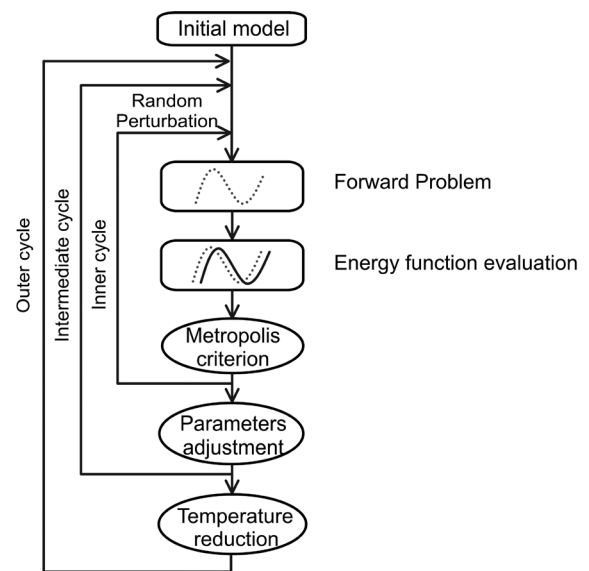 Initial model
Random
Perturbation
Forward Problem
Energy function evaluation
Metropolis
criterion
Parameters
adjustment
Temperature
reduction
Outer cycle
Intermediate cycle
Inner cycle